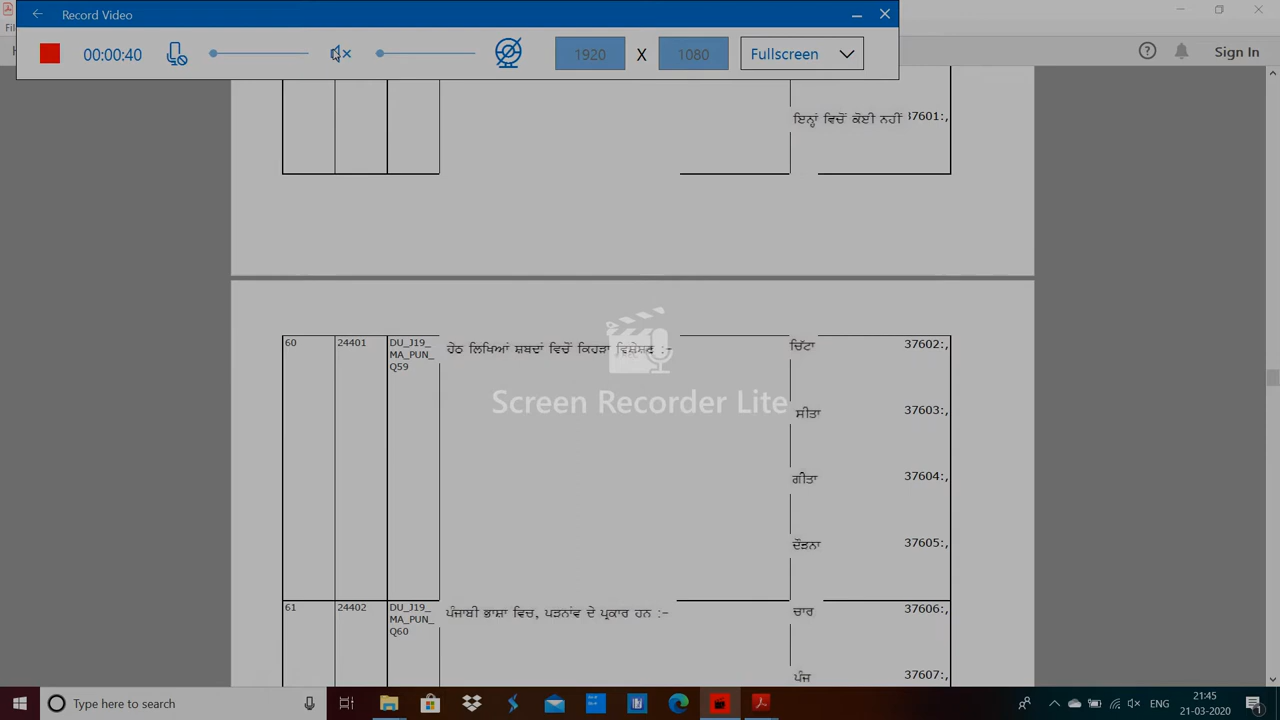 Record Video
00:00:40
1920 X 1080 Fullscreen
Sign In
ਇਨ੍ਹਾਂ ਵਿਚੋਂ ਕੋਈ ਨਹੀਂ 37601:,
60 24401 DU_J19_ ਹੇਠ ਲਿਖਿਆਂ ਸ਼ਬਦਾਂ ਵਿਚੋਂ ਕਿਹੜਾ ਵਿਸ਼ੇਸ਼ਣ :- ਚਿੱਟਾ 37602:,
MA_PUN_
Q59
Screen Recorder Lite
ਸੀਤਾ 37603:,
ਗੀਤਾ 37604:,
ਦੌੜਨਾ 37605:,
61 24402 DU_J19_ ਪੰਜਾਬੀ ਭਾਸ਼ਾ ਵਿਚ, ਪੜਨਾਂਵ ਦੇ ਪ੍ਰਕਾਰ ਹਨ :- ਚਾਰ 37606:,
MA_PUN_
Q60
ਪੰਜ 37607:,
Type here to search
ENG
21:45
21-03-2020
1